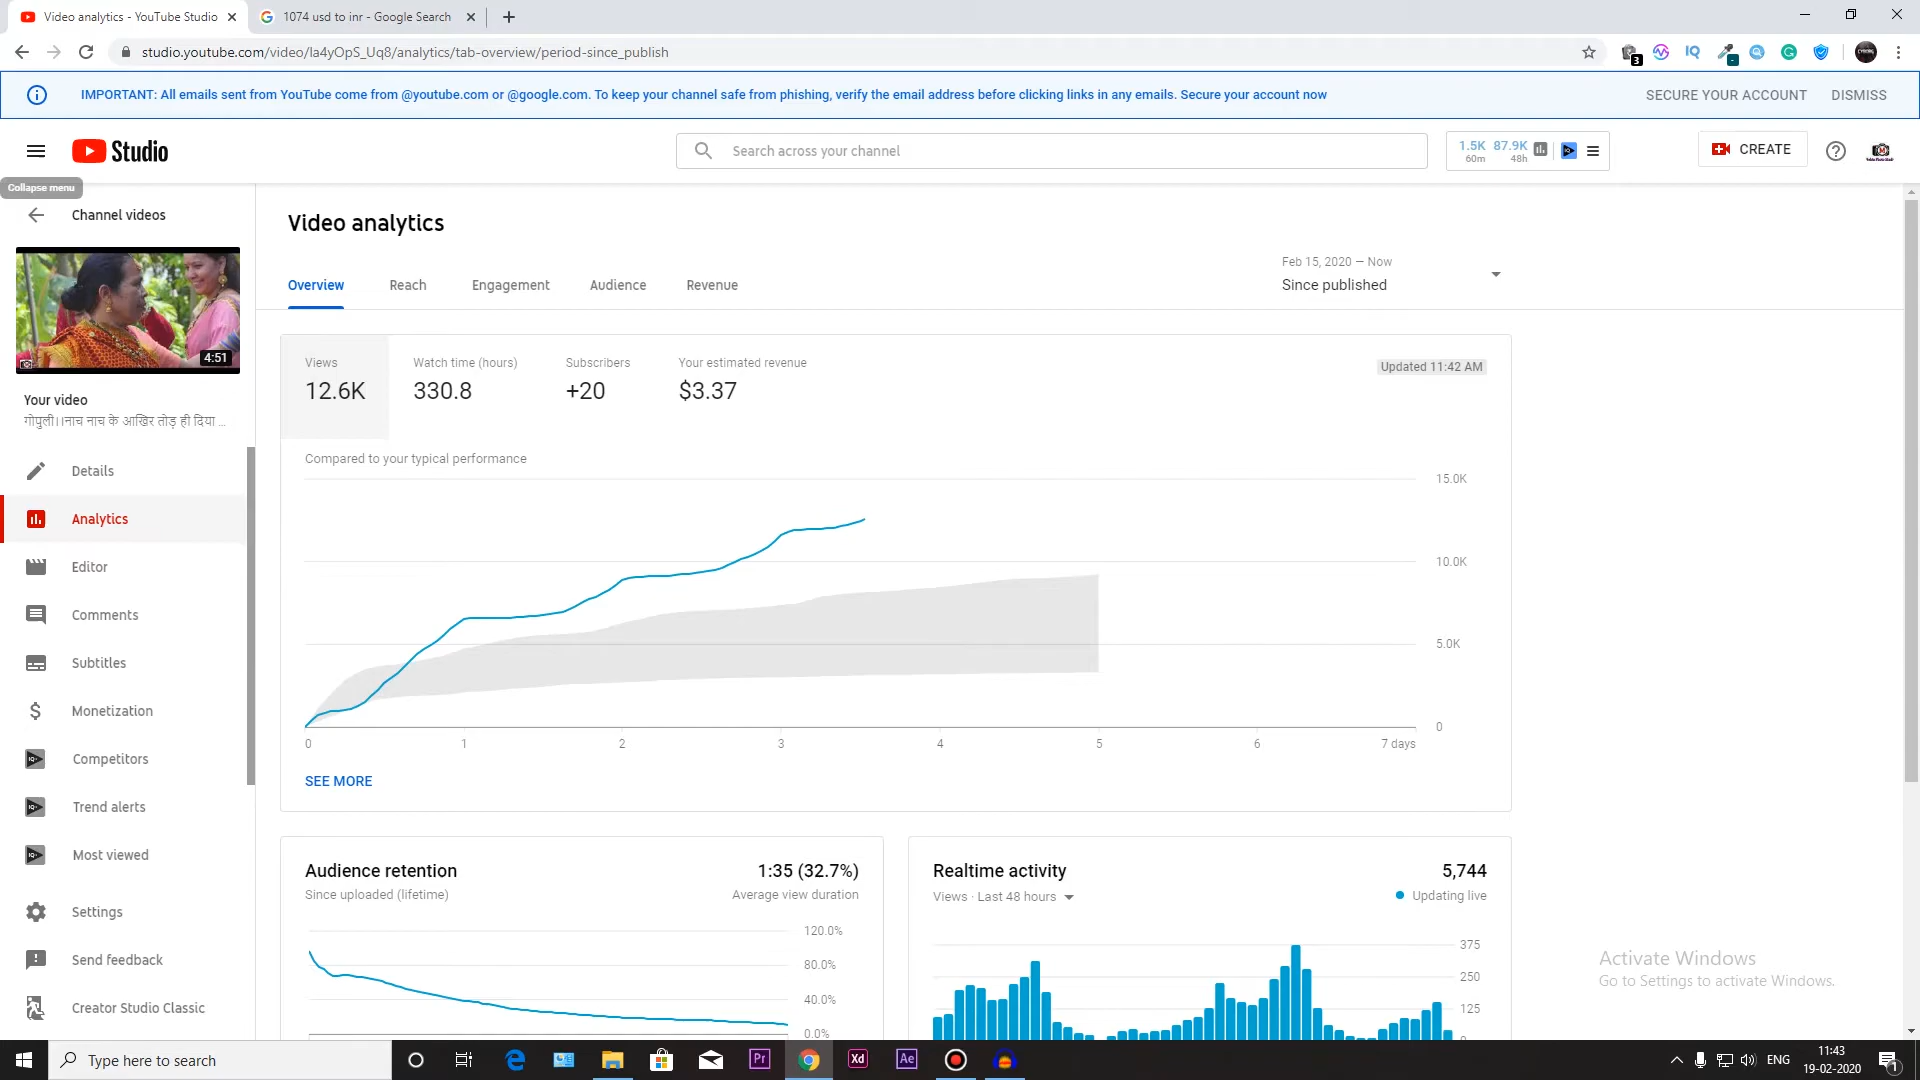 Video analytics - YouTube Studio
1074 usd to inr - Google Search
studio.youtube.com/video/la4yOpS_Uq8/analytics/tab-overview/period-since_publish
3
IMPORTANT: All emails sent from YouTube come from @youtube.com or @google.com. To keep your channel safe from phishing, verify the email address before clicking links in any emails. Secure your account now
SECURE YOUR ACCOUNT
DISMISS
Studio
Search across your channel
1.5K 87.9K
60m 48h
CREATE
Collapse menu
Channel videos
4:51
Your video
गोपुली।।नाच नाच के आखिर तोड़ ही दिया ...
Details
Analytics
Editor
Comments
Subtitles
Monetization
Competitors
Trend alerts
Most viewed
Settings
Send feedback
Creator Studio Classic
Video analytics
Feb 15, 2020 – Now
Since published
Overview
Reach
Engagement
Audience
Revenue
Views
12.6K
Watch time (hours)
330.8
Subscribers
+20
Your estimated revenue
$3.37
Updated 11:42 AM
Compared to your typical performance
15.0K
10.0K
5.0K
0
0 1 2 3 4 5 6 7 days
SEE MORE
Audience retention
1:35 (32.7%)
Since uploaded (lifetime)
Average view duration
120.0%
80.0%
40.0%
0.0%
Realtime activity
5,744
Views · Last 48 hours
Updating live
375
250
125
0
Activate Windows
Go to Settings to activate Windows.
Type here to search
Pr
Xd
Ae
ENG
11:43
19-02-2020
1